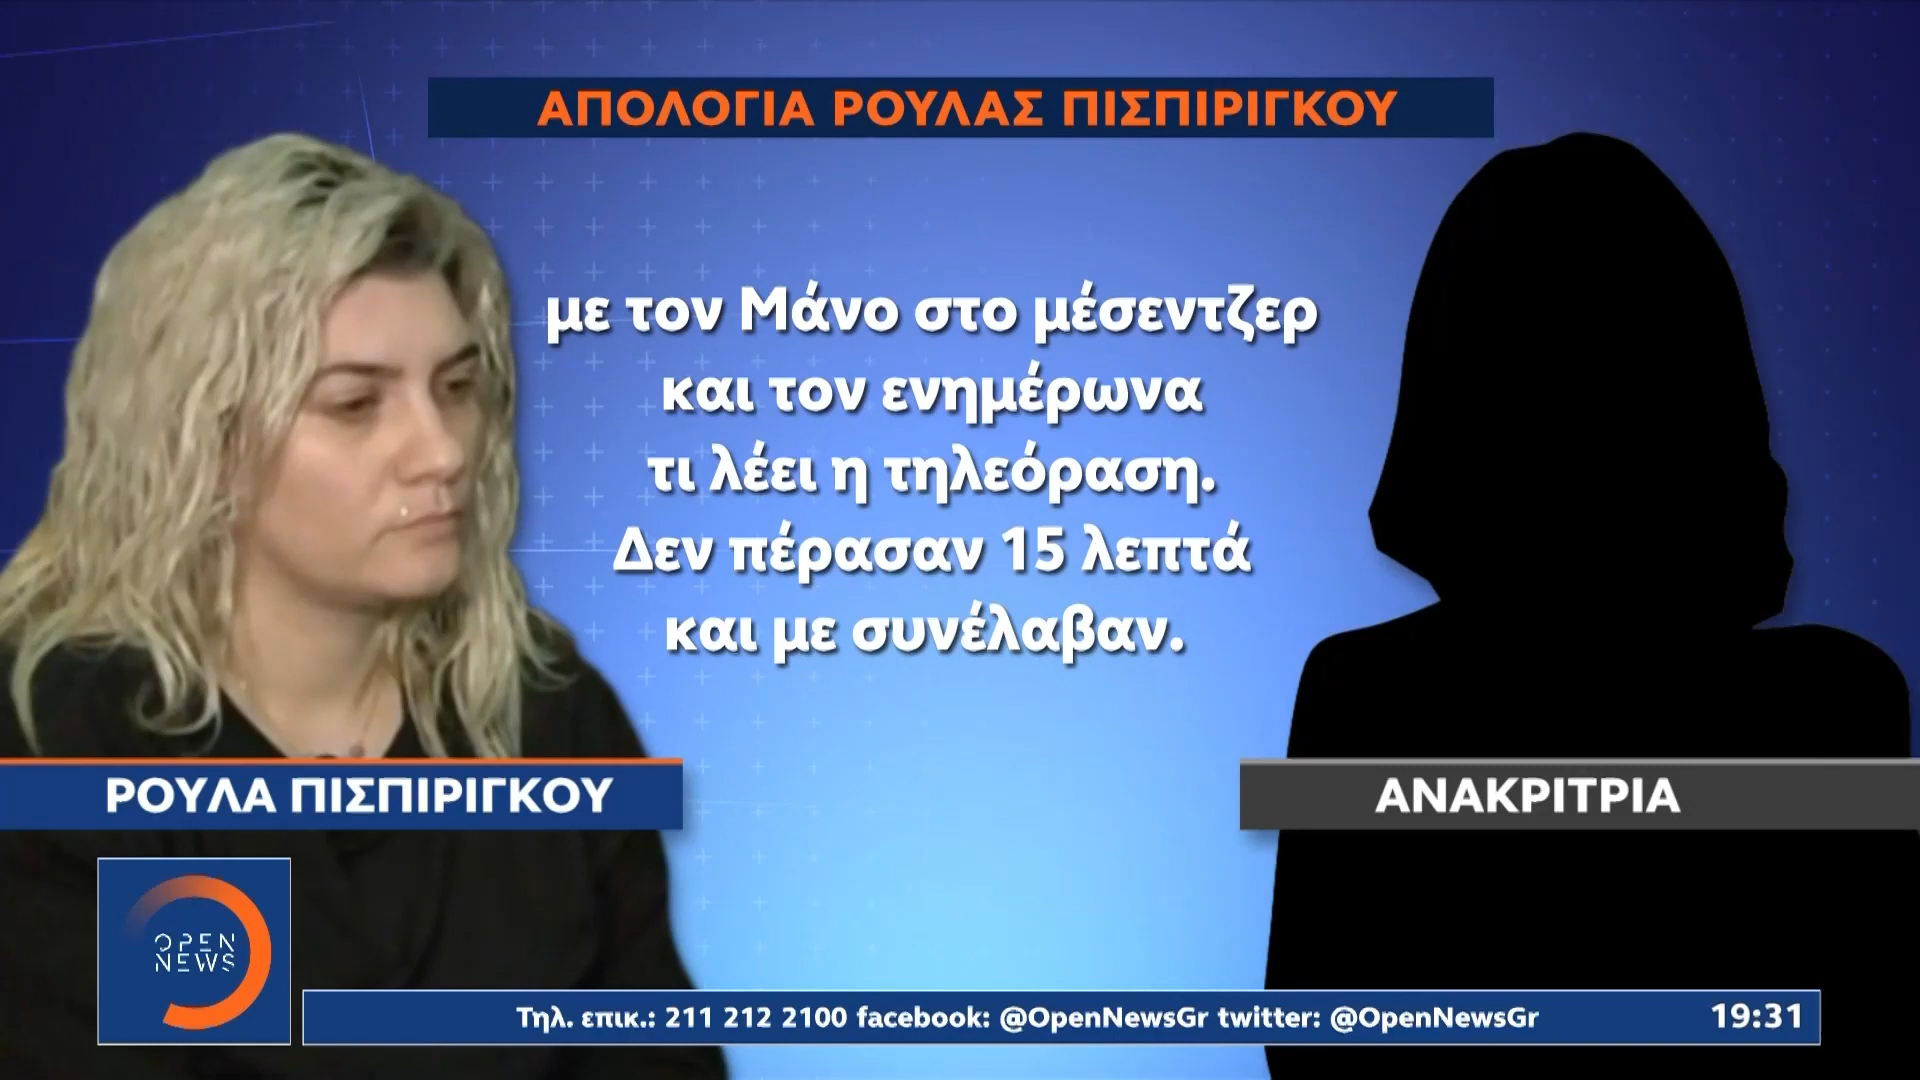 ΑΠΟΛΟΓΙΑ ΡΟΥΛΑΣ ΠΙΣΠΙΡΙΓΚΟΥ
με τον Μάνο στο μέσεντζερ
και τον ενημέρωνα
τι λέει η τηλεόραση.
Δεν πέρασαν 15 λεπτά
και με συνέλαβαν.
ΡΟΥΛΑ ΠΙΣΠΙΡΙΓΚΟΥ
ΑΝΑΚΡΙΤΡΙΑ
OPEN
NEWS
Τηλ. επικ.: 211 212 2100 facebook: @OpenNewsGr twitter: @OpenNewsGr
19:31